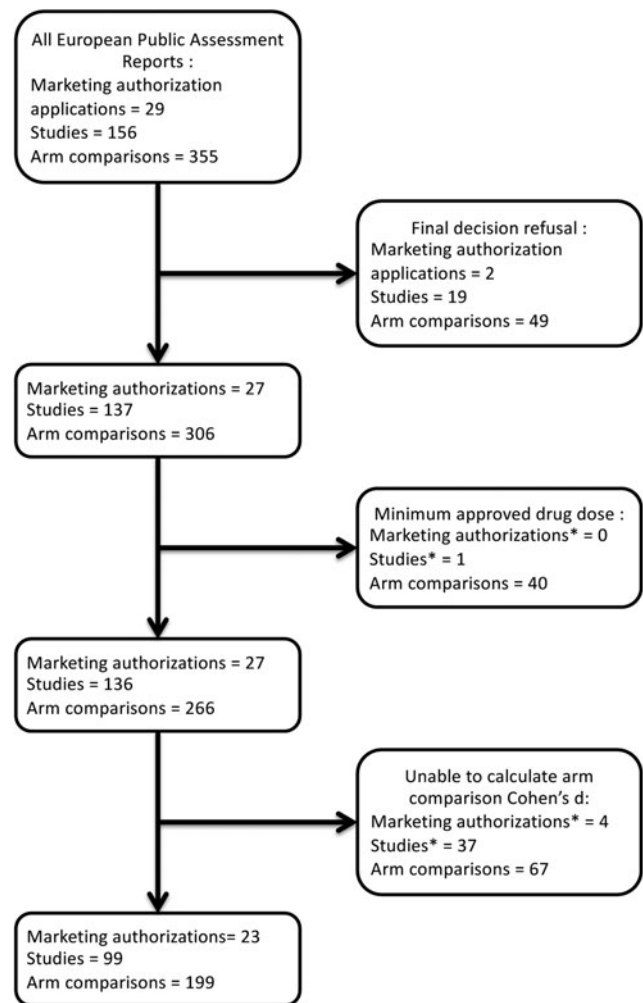 All European Public Assessment
Reports :
Marketing authorization
applications = 29
Studies = 156
Arm comparisons = 355
Final decision refusal :
Marketing authorization
applications = 2
Studies = 19
Arm comparisons = 49
Marketing authorizations = 27
Studies = 137
Arm comparisons = 306
Minimum approved drug dose :
Marketing authorizations* = 0
Studies* = 1
Arm comparisons = 40
Marketing authorizations = 27
Studies = 136
Arm comparisons = 266
Unable to calculate arm
comparison Cohen’s d:
Marketing authorizations* = 4
Studies* = 37
Arm comparisons = 67
Marketing authorizations= 23
Studies = 99
Arm comparisons = 199